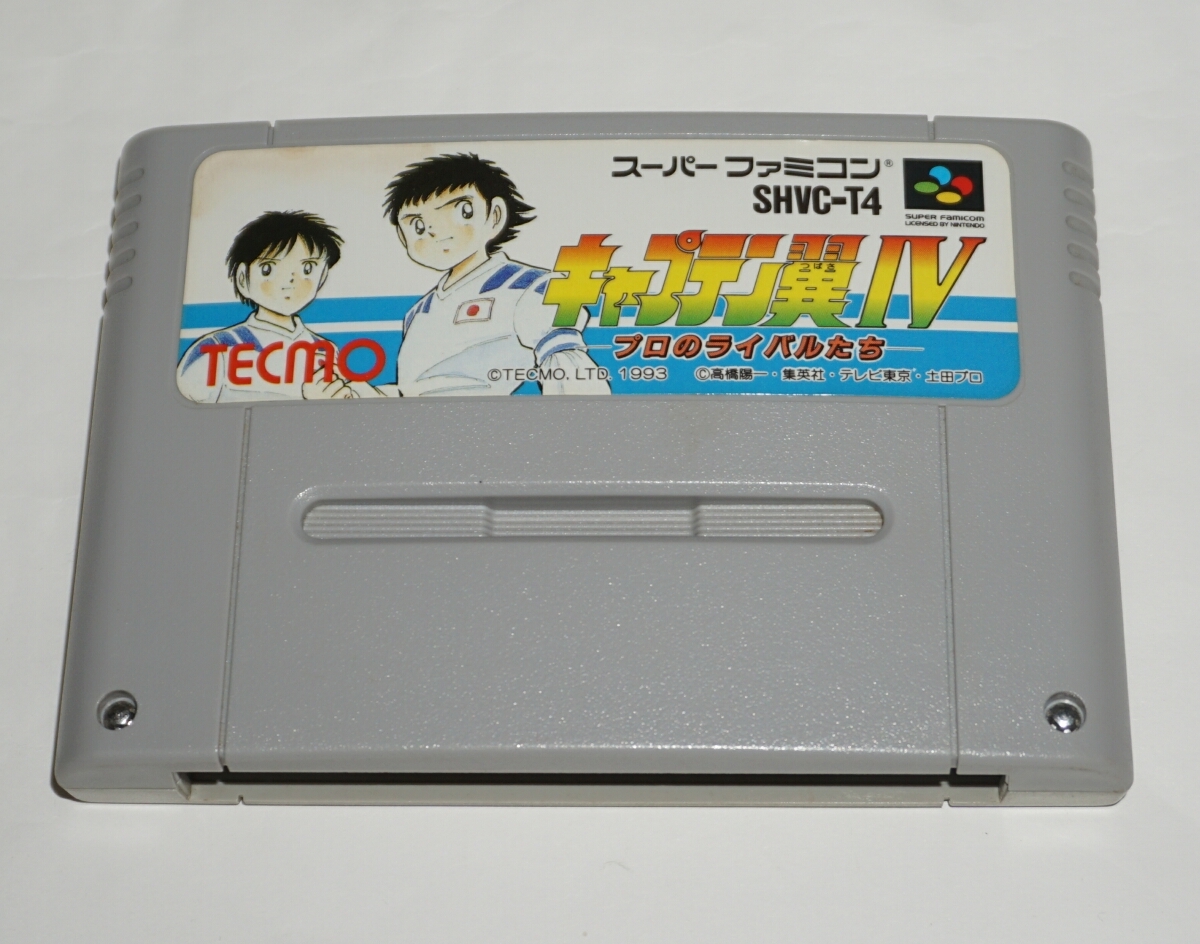 スーパーファミコン®
SHVC-T4
SUPER FAMICOM
LICENSED BY NINTENDO
キャプテン翼IV
つばさ
プロのライバルたち
TECMO
©TECMO, LTD. 1993 ©高橋陽一・集英社・テレビ東京・土田プロ